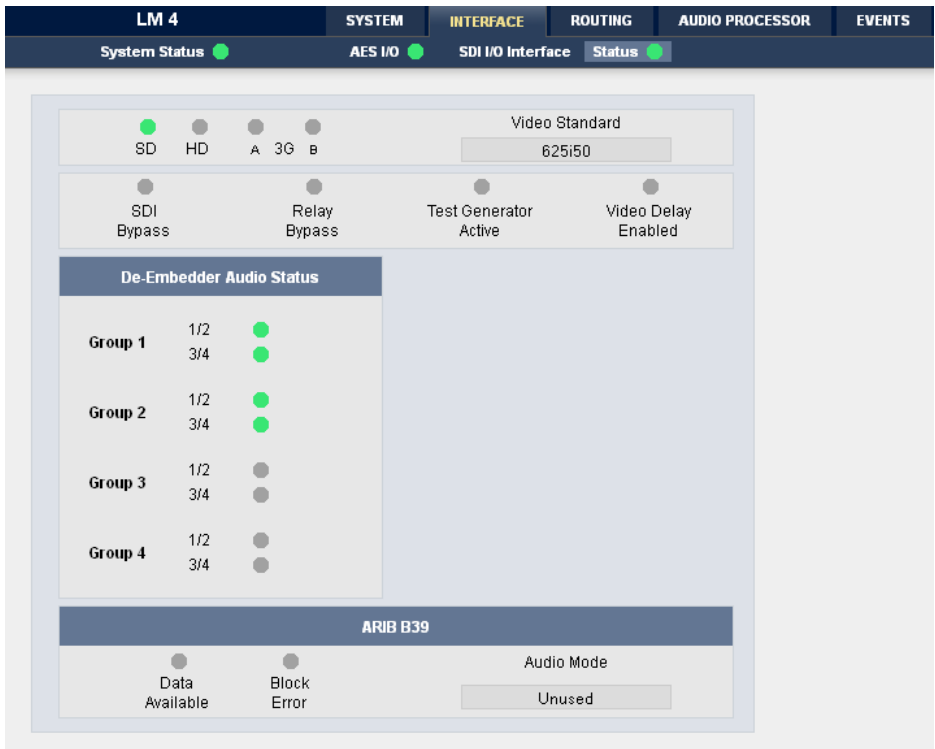 LM 4 SYSTEM INTERFACE ROUTING AUDIO PROCESSOR EVENTS
System Status AES I/O SDI I/O Interface Status
Video Standard
SD HD A 3G B 625i50
SDI Relay Test Generator Video Delay
Bypass Bypass Active Enabled
De-Embedder Audio Status
Group 1
1/2
3/4
Group 2
1/2
3/4
Group 3
1/2
3/4
Group 4
1/2
3/4
ARIB B39
Data Available
Block Error
Audio Mode
Unused